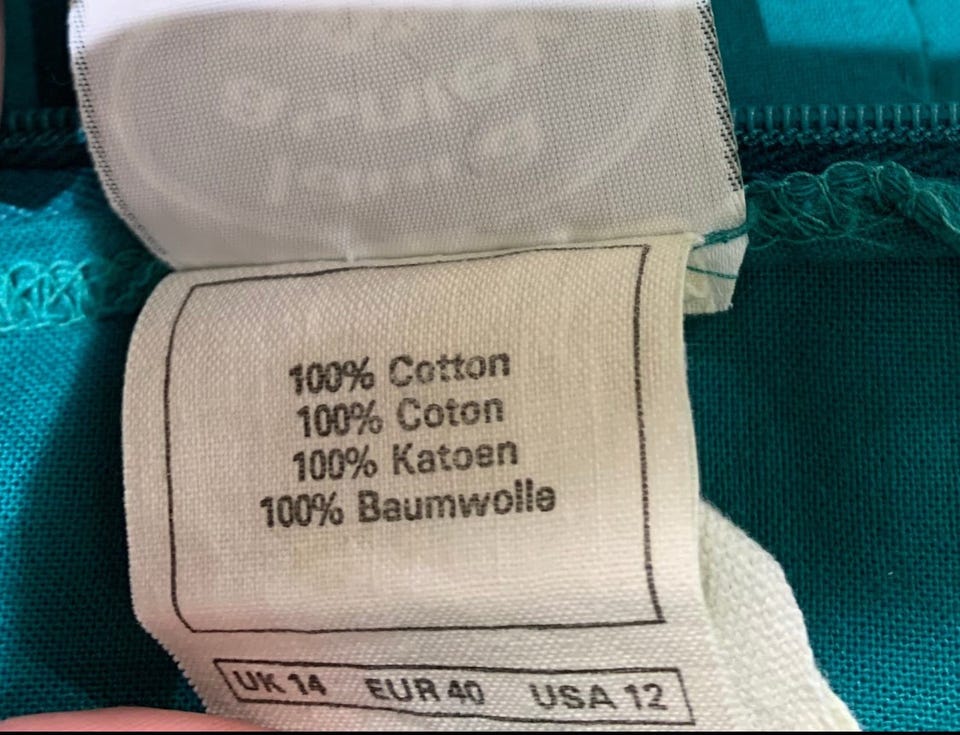 100% Cotton
100% Coton
100% Katoen
100% Baumwolle
UK 14 EUR 40 USA 12